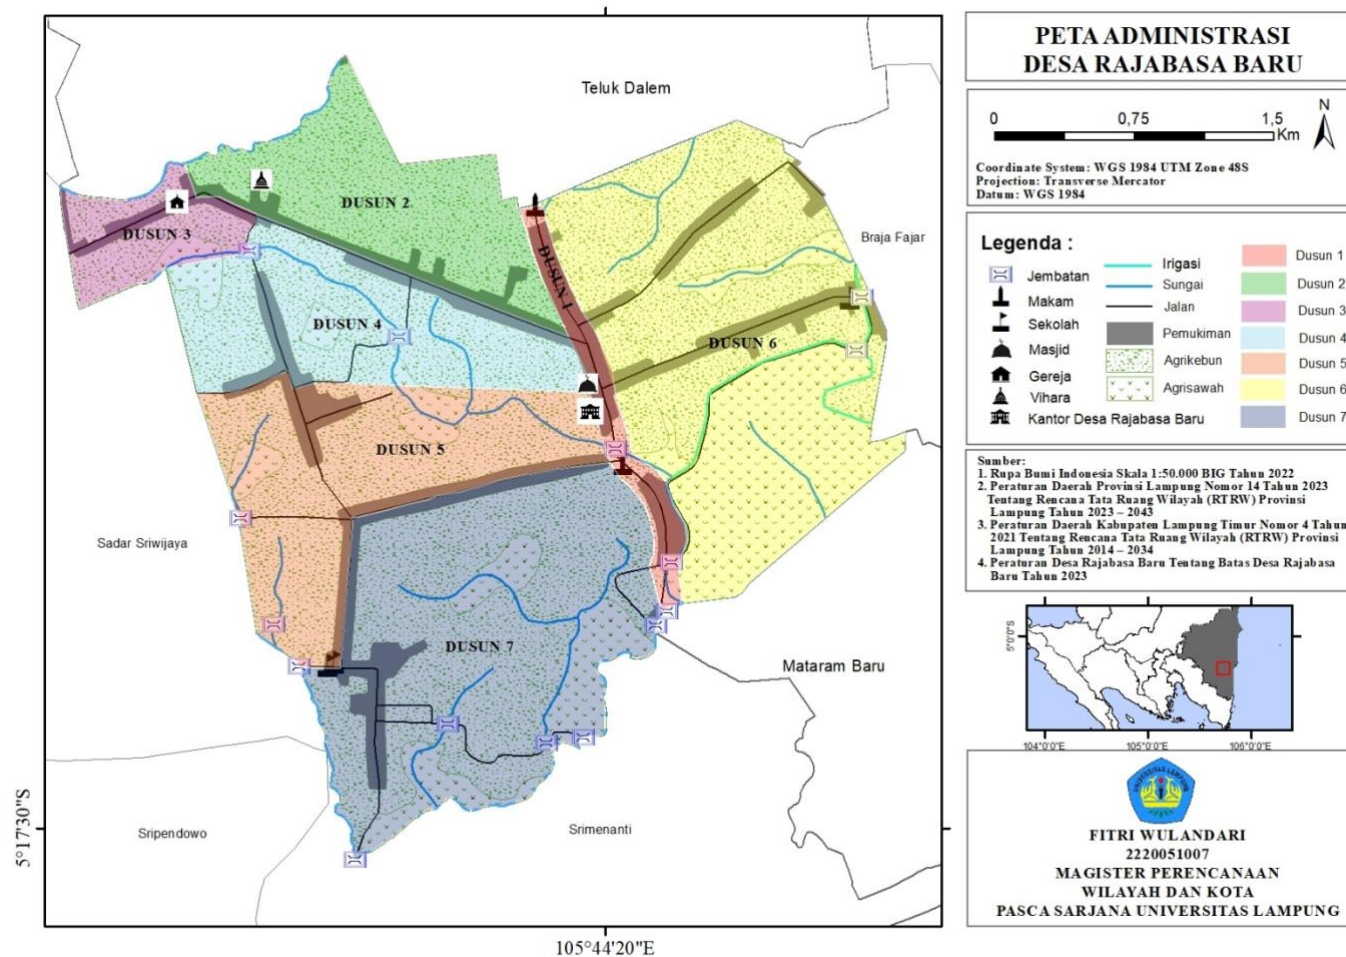 PETA ADMINISTRASI
DESA RAJABASA BARU
0 0,75 1,5
Km
N
Coordinate System: WGS 1984 UTM Zone 48S
Projection: Transverse Mercator
Datum: WGS 1984
Legenda :
Jembatan
Makam
Sekolah
Masjid
Gereja
Vihara
Kantor Desa Rajabasa Baru
Irigasi
Sungai
Jalan
Pemukiman
Agrikebun
Agrisawah
Dusun 1
Dusun 2
Dusun 3
Dusun 4
Dusun 5
Dusun 6
Dusun 7
Sumber:
1. Rupa Bumi Indonesia Skala 1:50.000 BIG Tahun 2022
2. Peraturan Daerah Provinsi Lampung Nomor 14 Tahun 2023
Tentang Rencana Tata Ruang Wilayah (RTRW) Provinsi
Lampung Tahun 2023 – 2043
3. Peraturan Daerah Kabupaten Lampung Timur Nomor 4 Tahun
2021 Tentang Rencana Tata Ruang Wilayah (RTRW) Provinsi
Lampung Tahun 2014 – 2034
4. Peraturan Desa Rajabasa Baru Tentang Batas Desa Rajabasa
Baru Tahun 2023
5°0'0"S
104°0'0"E 105°0'0"E 106°0'0"E
UNIVERSITAS LAMPUNG
FITRI WULANDARI
2220051007
MAGISTER PERENCANAAN
WILAYAH DAN KOTA
PASCA SARJANA UNIVERSITAS LAMPUNG
Teluk Dalem
Braja Fajar
DUSUN 2
DUSUN 3
DUSUN 1
DUSUN 4
DUSUN 6
DUSUN 5
Sadar Sriwijaya
DUSUN 7
Mataram Baru
Sripendowo
Srimenanti
5°17'30"S
105°44'20"E